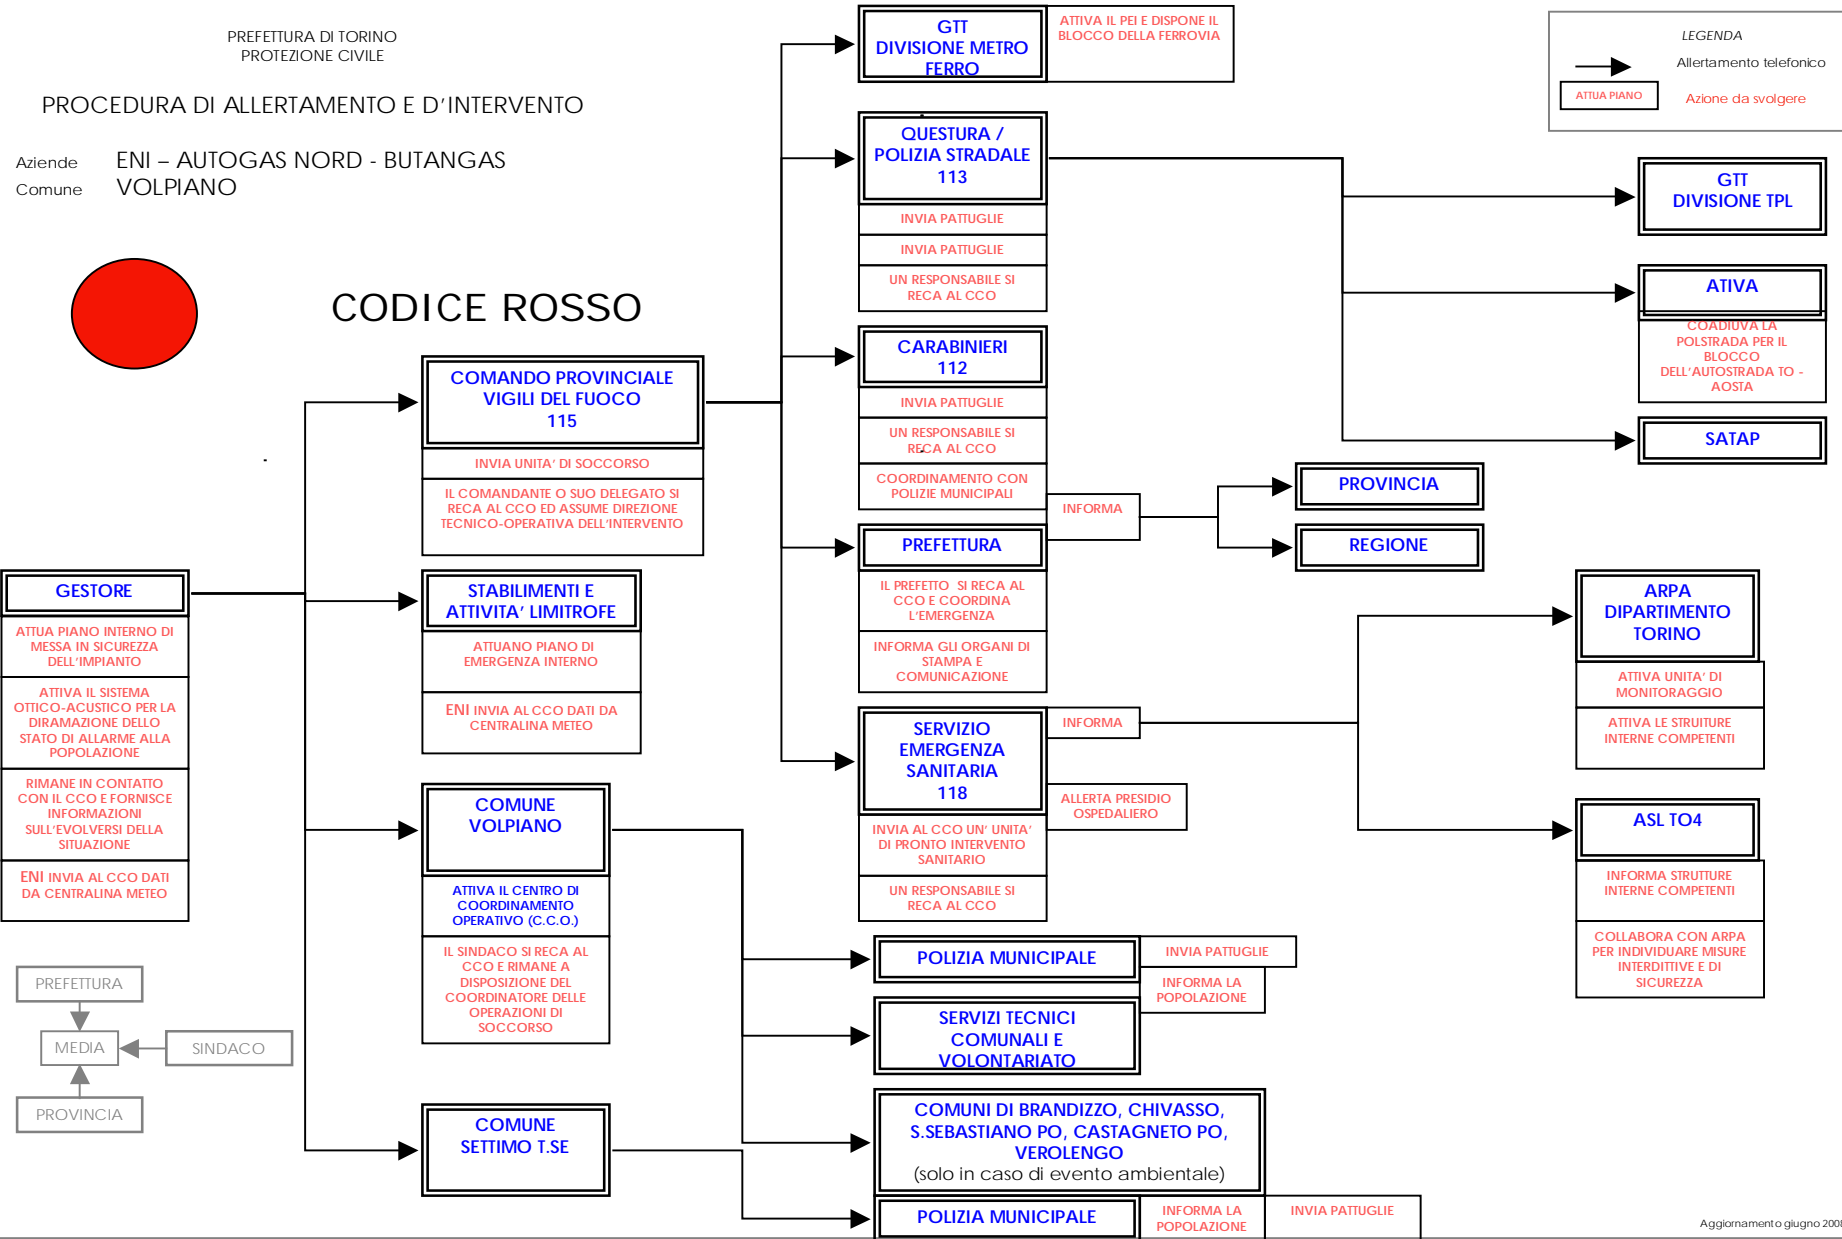 PREFETTURA DI TORINO
PROTEZIONE CIVILE
PROCEDURA DI ALLERTAMENTO E D'INTERVENTO
Aziende ENI – AUTOGAS NORD - BUTANGAS
Comune VOLPIANO
CODICE ROSSO
LEGENDA
Allertamento telefonico
ATTUA PIANO
Azione da svolgere
GESTORE
ATTUA PIANO INTERNO DI
MESSA IN SICUREZZA
DELL'IMPIANTO
ATTIVA IL SISTEMA
OTTICO-ACUSTICO PER LA
DIRAMAZIONE DELLO
STATO DI ALLARME ALLA
POPOLAZIONE
RIMANE IN CONTATTO
CON IL CCO E FORNISCE
INFORMAZIONI
SULL'EVOLVERSI DELLA
SITUAZIONE
ENI INVIA AL CCO DATI
DA CENTRALINA METEO
PREFETTURA
MEDIA
SINDACO
PROVINCIA
COMANDO PROVINCIALE
VIGILI DEL FUOCO
115
INVIA UNITA' DI SOCCORSO
IL COMANDANTE O SUO DELEGATO SI
RECA AL CCO ED ASSUME DIREZIONE
TECNICO-OPERATIVA DELL'INTERVENTO
STABILIMENTI E
ATTIVITA' LIMITROFE
ATTUANO PIANO DI
EMERGENZA INTERNO
ENI INVIA AL CCO DATI DA
CENTRALINA METEO
COMUNE
VOLPIANO
ATTIVA IL CENTRO DI
COORDINAMENTO
OPERATIVO (C.C.O.)
IL SINDACO SI RECA AL
CCO E RIMANE A
DISPOSIZIONE DEL
COORDINATORE DELLE
OPERAZIONI DI
SOCCORSO
COMUNE
SETTIMO T.SE
GTT
DIVISIONE METRO
FERRO
ATTIVA IL PEI E DISPONE IL
BLOCCO DELLA FERROVIA
QUESTURA /
POLIZIA STRADALE
113
INVIA PATTUGLIE
INVIA PATTUGLIE
UN RESPONSABILE SI
RECA AL CCO
CARABINIERI
112
INVIA PATTUGLIE
UN RESPONSABILE SI
RECA AL CCO
COORDINAMENTO CON
POLIZIE MUNICIPALI
PREFETTURA
INFORMA
IL PREFETTO SI RECA AL
CCO E COORDINA
L'EMERGENZA
INFORMA GLI ORGANI DI
STAMPA E
COMUNICAZIONE
SERVIZIO
EMERGENZA
SANITARIA
118
INFORMA
ALLERTA PRESIDIO
OSPEDALIERO
INVIA AL CCO UN' UNITA'
DI PRONTO INTERVENTO
SANITARIO
UN RESPONSABILE SI
RECA AL CCO
POLIZIA MUNICIPALE
INVIA PATTUGLIE
INFORMA LA
POPOLAZIONE
SERVIZI TECNICI
COMUNALI E
VOLONTARIATO
COMUNI DI BRANDIZZO, CHIVASSO,
S.SEBASTIANO PO, CASTAGNETO PO,
VEROLENGO
(solo in caso di evento ambientale)
POLIZIA MUNICIPALE
INFORMA LA
POPOLAZIONE
INVIA PATTUGLIE
PROVINCIA
REGIONE
GTT
DIVISIONE TPL
ATIVA
COADIUVA LA
POLSTRADA PER IL
BLOCCO
DELL'AUTOSTRADA TO -
AOSTA
SATAP
ARPA
DIPARTIMENTO
TORINO
ATTIVA UNITA' DI
MONITORAGGIO
ATTIVA LE STRUITURE
INTERNE COMPETENTI
ASL TO4
INFORMA STRUTTURE
INTERNE COMPETENTI
COLLABORA CON ARPA
PER INDIVIDUARE MISURE
INTERDITTIVE E DI
SICUREZZA
Aggiornamento giugno 2008